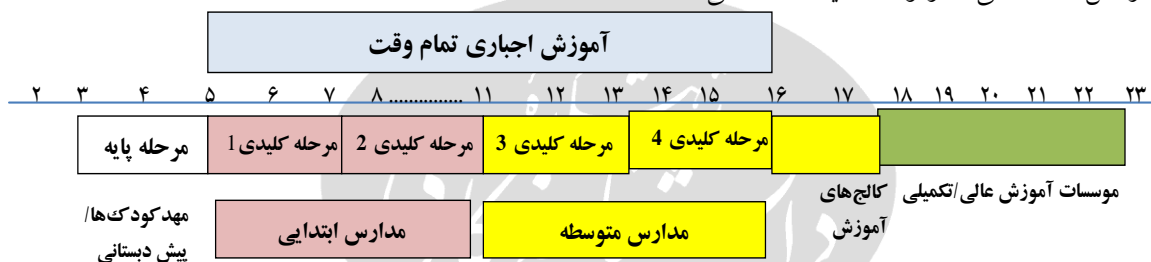 آموزش اجباری تمام وقت
۲ ۳ ۴ ۵ ۶ ۷ ۸ .............. ۱۱ ۱۲ ۱۳ ۱۴ ۱۵ ۱۶ ۱۷ ۱۸ ۱۹ ۲۰ ۲۱ ۲۲ ۲۳
مرحله پایه
مرحله کلیدی 1
مرحله کلیدی 2
مرحله کلیدی 3
مرحله کلیدی 4
مهدکودک‌ها/
پیش دبستانی
مدارس ابتدایی
مدارس متوسطه
کالج‌های
آموزش
موسسات آموزش عالی/تکمیلی